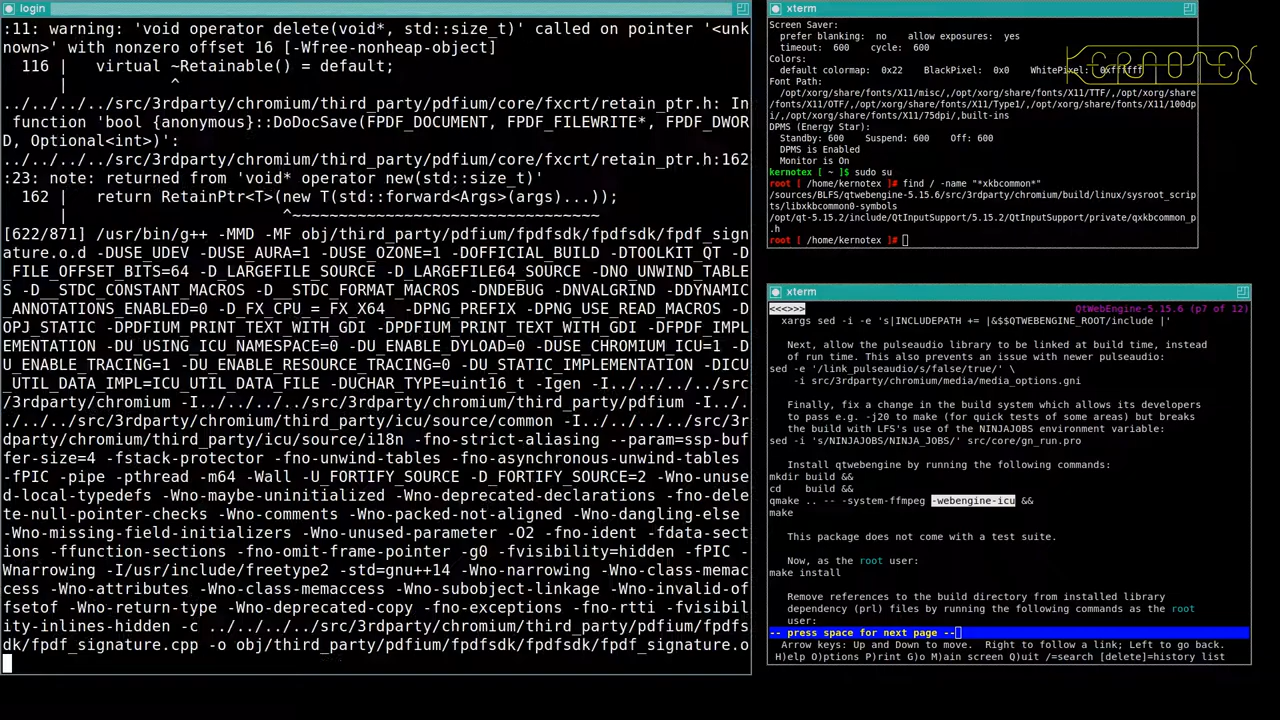 login
:11: warning: 'void operator delete(void*, std::size_t)' called on pointer '<unk
nown>' with nonzero offset 16 [-Wfree-nonheap-object]
116 |   virtual ~Retainable() = default;
|           ^
../../../../src/3rdparty/chromium/third_party/pdfium/core/fxcrt/retain_ptr.h: In
function 'bool {anonymous}::DoDocSave(FPDF_DOCUMENT, FPDF_FILEWRITE*, FPDF_DWOR
D, Optional<int>)':
../../../../src/3rdparty/chromium/third_party/pdfium/core/fxcrt/retain_ptr.h:162
:23: note: returned from 'void* operator new(std::size_t)'
162 |   return RetainPtr<T>(new T(std::forward<Args>(args)...));
|                       ^~~~~~~~~~~~~~~~~~~~~~~~~~~~~~~~~~
[622/871] /usr/bin/g++ -MMD -MF obj/third_party/pdfium/fpdfsdk/fpdfsdk/fpdf_sign
ature.o.d -DUSE_UDEV -DUSE_AURA=1 -DUSE_OZONE=1 -DOFFICIAL_BUILD -DTOOLKIT_QT -D
_FILE_OFFSET_BITS=64 -D_LARGEFILE_SOURCE -D_LARGEFILE64_SOURCE -DNO_UNWIND_TABLE
S -D__STDC_CONSTANT_MACROS -D__STDC_FORMAT_MACROS -DNDEBUG -DNVALGRIND -DDYNAMIC
_ANNOTATIONS_ENABLED=0 -D_FX_CPU_=_FX_X64_ -DPNG_PREFIX -DPNG_USE_READ_MACROS -D
OPJ_STATIC -DPDFIUM_PRINT_TEXT_WITH_GDI -DPDFIUM_PRINT_TEXT_WITH_GDI -DFPDF_IMPL
EMENTATION -DU_USING_ICU_NAMESPACE=0 -DU_ENABLE_DYLOAD=0 -DUSE_CHROMIUM_ICU=1 -D
U_ENABLE_TRACING=0 -DU_ENABLE_RESOURCE_TRACING=0 -DU_STATIC_IMPLEMENTATION -DICU
_UTIL_DATA_IMPL=ICU_UTIL_DATA_FILE -DUCHAR_TYPE=uint16_t -Igen -I../../../../src
/3rdparty/chromium -I../../../../src/3rdparty/chromium/third_party/pdfium -I../.
./../../src/3rdparty/chromium/third_party/icu/source/common -I../../../../src/3r
dparty/chromium/third_party/icu/source/i18n -fno-strict-aliasing --param=ssp-buf
fer-size=4 -fstack-protector -fno-unwind-tables -fno-asynchronous-unwind-tables
-fPIC -pipe -pthread -m64 -Wall -U_FORTIFY_SOURCE -D_FORTIFY_SOURCE=2 -Wno-unuse
d-local-typedefs -Wno-maybe-uninitialized -Wno-deprecated-declarations -fno-dele
te-null-pointer-checks -Wno-comments -Wno-packed-not-aligned -Wno-dangling-else
-Wno-missing-field-initializers -Wno-unused-parameter -O2 -fno-ident -fdata-sect
ions -ffunction-sections -fno-omit-frame-pointer -g0 -fvisibility=hidden -fPIC -
Wnarrowing -I/usr/include/freetype2 -std=gnu++14 -Wno-narrowing -Wno-class-memac
cess -Wno-attributes -Wno-class-memaccess -Wno-subobject-linkage -Wno-invalid-of
fsetof -Wno-return-type -Wno-deprecated-copy -fno-exceptions -fno-rtti -fvisibil
ity-inlines-hidden -c ../../../../src/3rdparty/chromium/third_party/pdfium/fpdfs
dk/fpdf_signature.cpp -o obj/third_party/pdfium/fpdfsdk/fpdfsdk/fpdf_signature.o
xterm
Screen Saver:
prefer blanking:  no    allow exposures:  yes
timeout:  600    cycle:  600
Colors:
default colormap:  0x22    BlackPixel:  0x0    WhitePixel:  0xffffff
Font Path:
/opt/xorg/share/fonts/X11/misc/,/opt/xorg/share/fonts/X11/TTF/,/opt/xorg/share
/fonts/X11/OTF/,/opt/xorg/share/fonts/X11/Type1/,/opt/xorg/share/fonts/X11/100dp
i/,/opt/xorg/share/fonts/X11/75dpi/,built-ins
DPMS (Energy Star):
Standby: 600    Suspend: 600    Off: 600
DPMS is Enabled
Monitor is On
kernotex [ ~ ]$ sudo su
root [ /home/kernotex ]# find / -name "*xkbcommon*"
/sources/BLFS/qtwebengine-5.15.6/src/3rdparty/chromium/build/linux/sysroot_scrip
ts/libxkbcommon0-symbols
/opt/qt-5.15.2/include/QtInputSupport/5.15.2/QtInputSupport/private/qxkbcommon_p
.h
root [ /home/kernotex ]#
KERNOTEX
xterm
<<<>>> QtWebEngine-5.15.6 (p7 of 12)
xargs sed -i -e 's|INCLUDEPATH += |&$$QTWEBENGINE_ROOT/include |'
Next, allow the pulseaudio library to be linked at build time, instead
of run time. This also prevents an issue with newer pulseaudio:
sed -e '/link_pulseaudio/s/false/true/' \
-i src/3rdparty/chromium/media/media_options.gni
Finally, fix a change in the build system which allows its developers
to pass e.g. -j20 to make (for quick tests of some areas) but breaks
the build with LFS's use of the NINJAJOBS environment variable:
sed -i 's/NINJAJOBS/NINJA_JOBS/' src/core/gn_run.pro
Install qtwebengine by running the following commands:
mkdir build &&
cd    build &&
qmake .. -- -system-ffmpeg -webengine-icu &&
make
This package does not come with a test suite.
Now, as the root user:
make install
Remove references to the build directory from installed library
dependency (prl) files by running the following commands as the root
user:
-- press space for next page --
Arrow keys: Up and Down to move.  Right to follow a link; Left to go back.
H)elp O)ptions P)rint G)o M)ain screen Q)uit /=search [delete]=history list